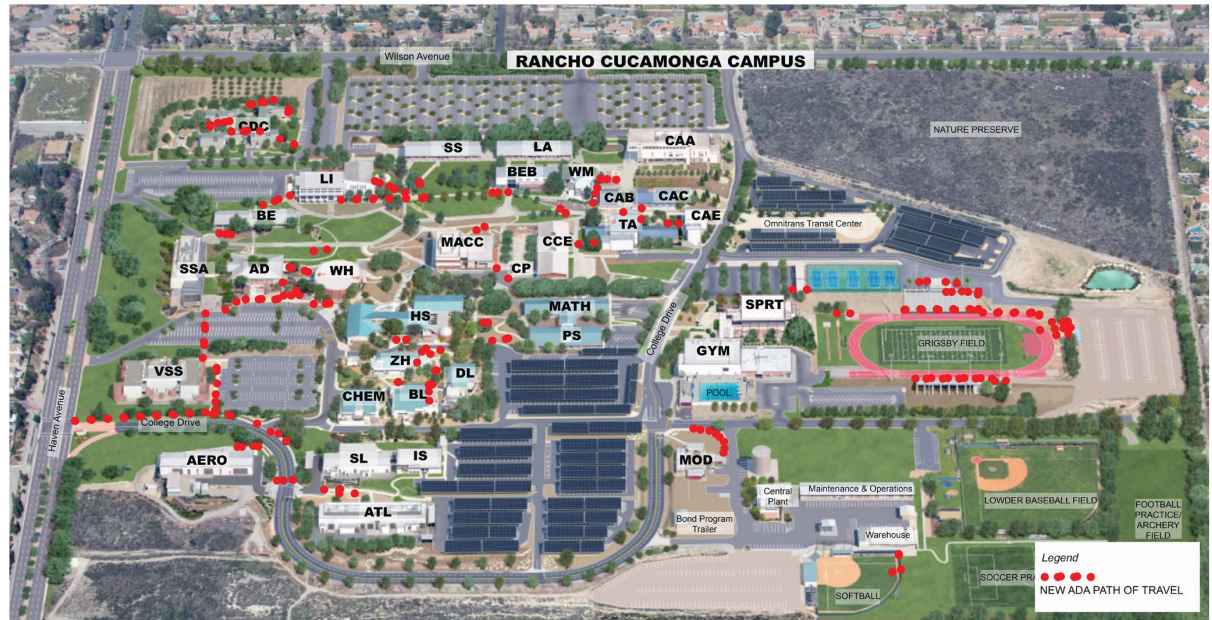 Wilson Avenue
RANCHO CUCAMONGA CAMPUS
CDC
NATURE PRESERVE
SS
LA
CAA
LI
BEB
WM
CAB
CAC
BE
TA
CAE
Omnitrans Transit Center
SSA
AD
WH
MACC
CCE
CP
HS
MATH
PS
SPRT
College Drive
GRIGSBY FIELD
GYM
VSS
ZH
DL
CHEM
BL
POOL
Haven Avenue
College Drive
AERO
SL
IS
MOD
ATL
Central
Plant
Maintenance & Operations
LOWDER BASEBALL FIELD
FOOTBALL
PRACTICE/
ARCHERY
FIELD
Bond Program
Trailer
Warehouse
SOFTBALL
SOCCER PRA
Legend
NEW ADA PATH OF TRAVEL